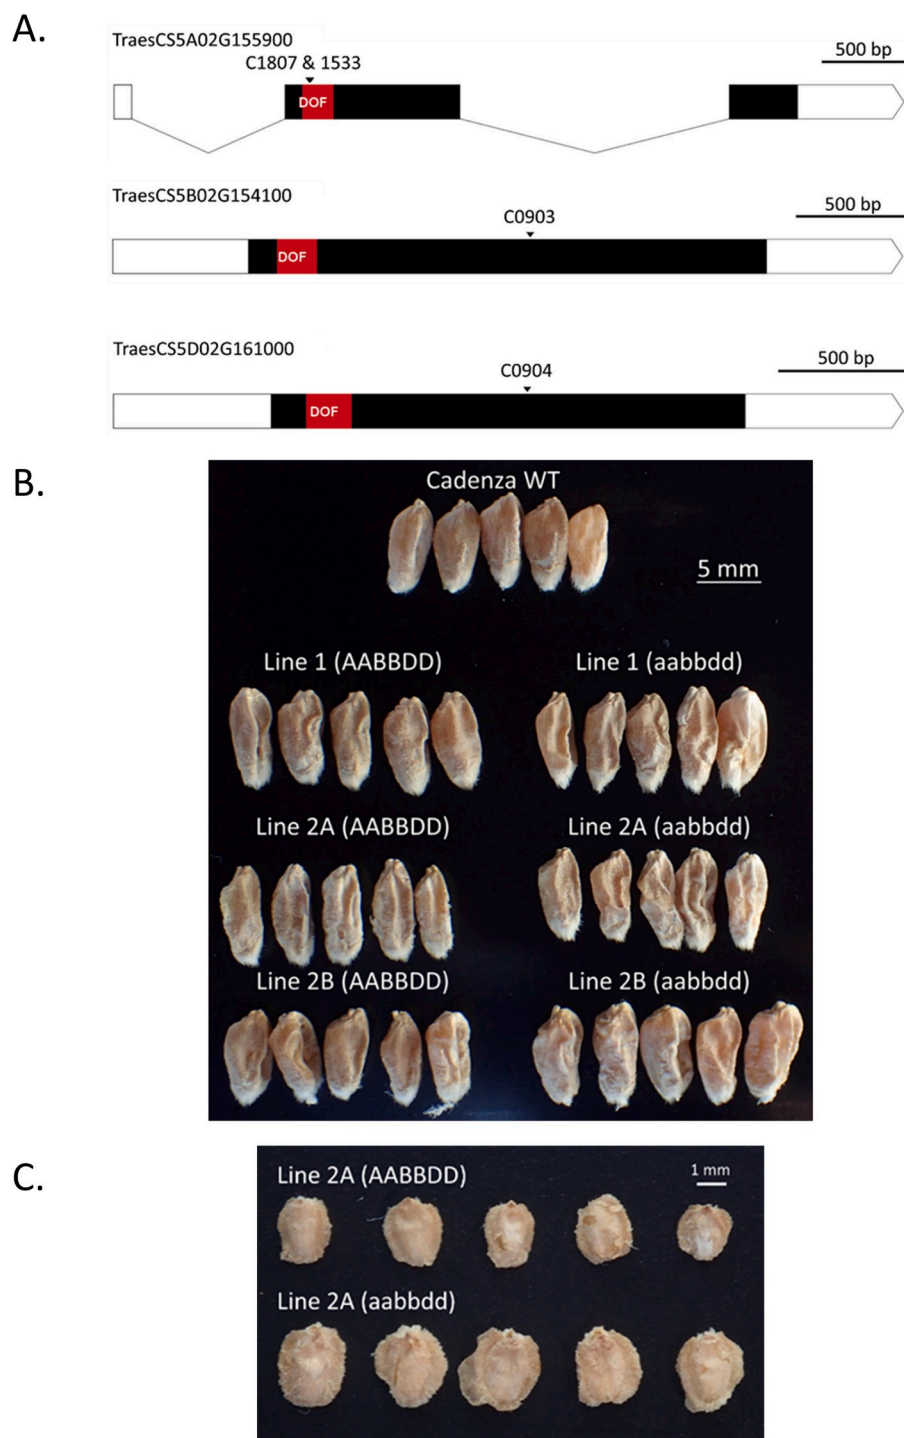 A.
TraesCS5A02G155900
C1807 & 1533
500 bp
DOF
TraesCS5B02G154100
C0903
500 bp
DOF
TraesCS5D02G161000
C0904
500 bp
DOF
B.
Cadenza WT
5 mm
Line 1 (AABBDD)
Line 1 (aabbdd)
Line 2A (AABBDD)
Line 2A (aabbdd)
Line 2B (AABBDD)
Line 2B (aabbdd)
C.
Line 2A (AABBDD)
1 mm
Line 2A (aabbdd)